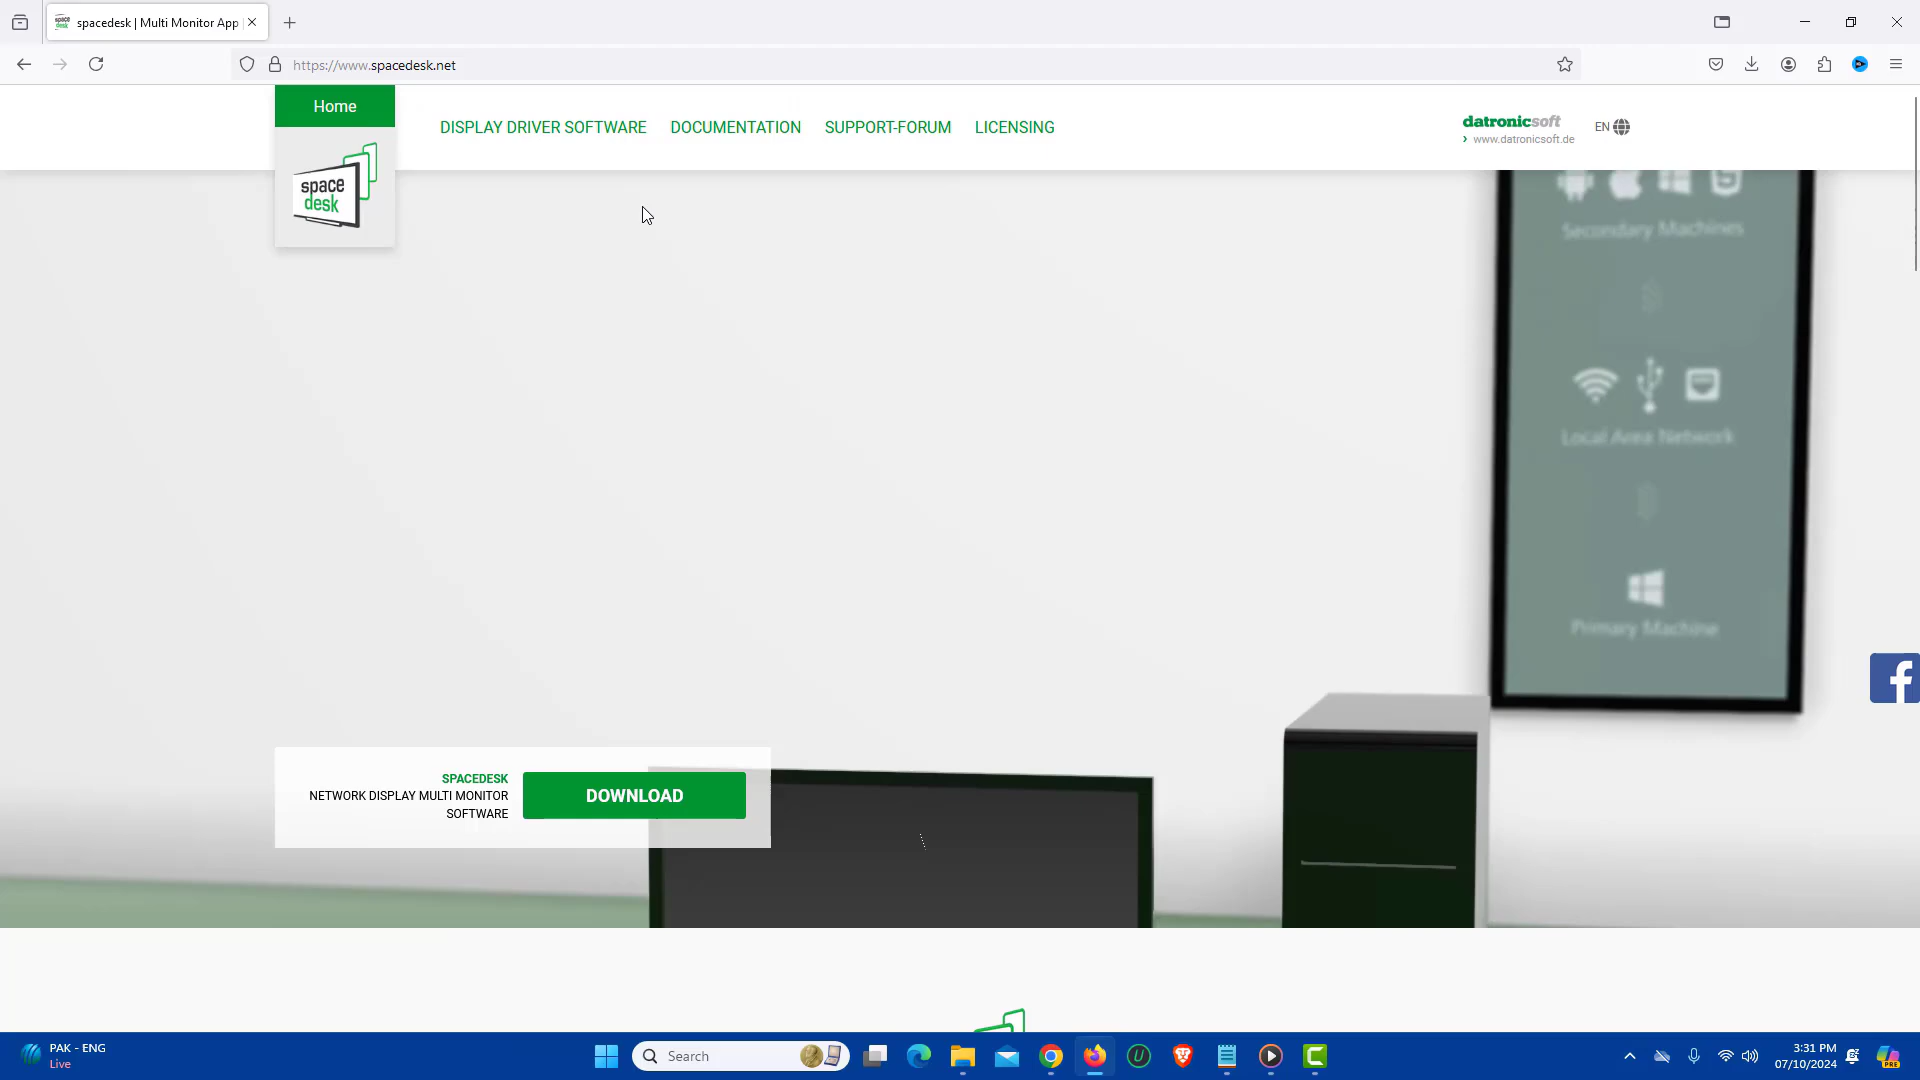 spacedesk | Multi Monitor App
https://www.spacedesk.net
Home
DISPLAY DRIVER SOFTWARE
DOCUMENTATION
SUPPORT-FORUM
LICENSING
datronicsoft
www.datronicsoft.de
EN
space
desk
Secondary Machines
Local Area Network
Primary Machine
SPACEDESK
NETWORK DISPLAY MULTI MONITOR
SOFTWARE
DOWNLOAD
PAK - ENG
Live
Search
3:31 PM
07/10/2024
PRE